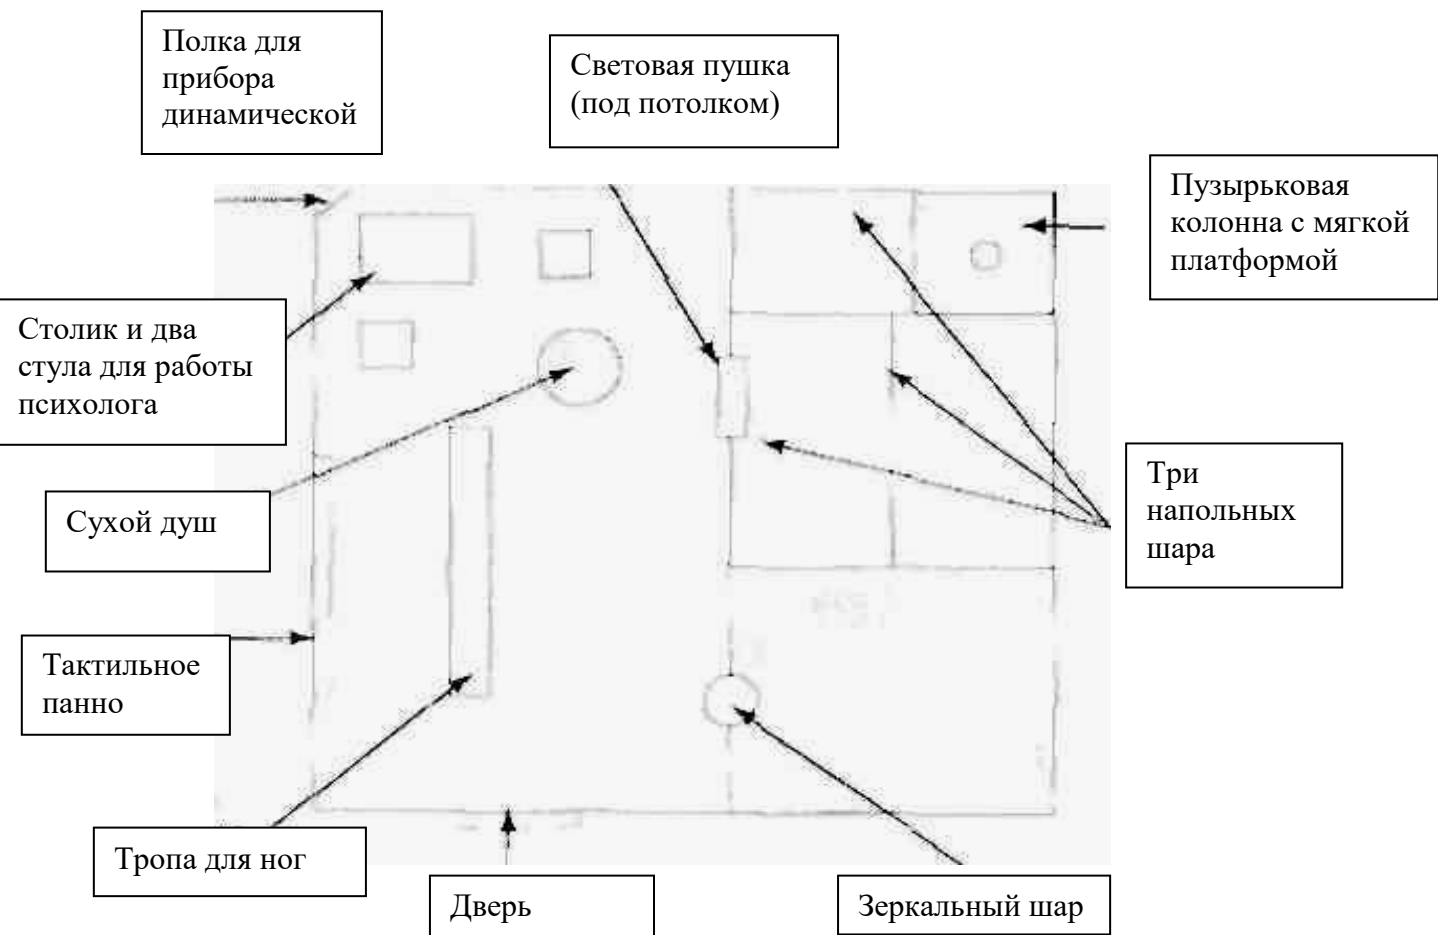 Полка для
прибора
динамической
Световая пушка
(под потолком)
Пузырьковая
колонна с мягкой
платформой
Столик и два
стула для работы
психолога
Три
напольных
шара
Сухой душ
Тактильное
панно
Тропа для ног
Дверь
Зеркальный шар